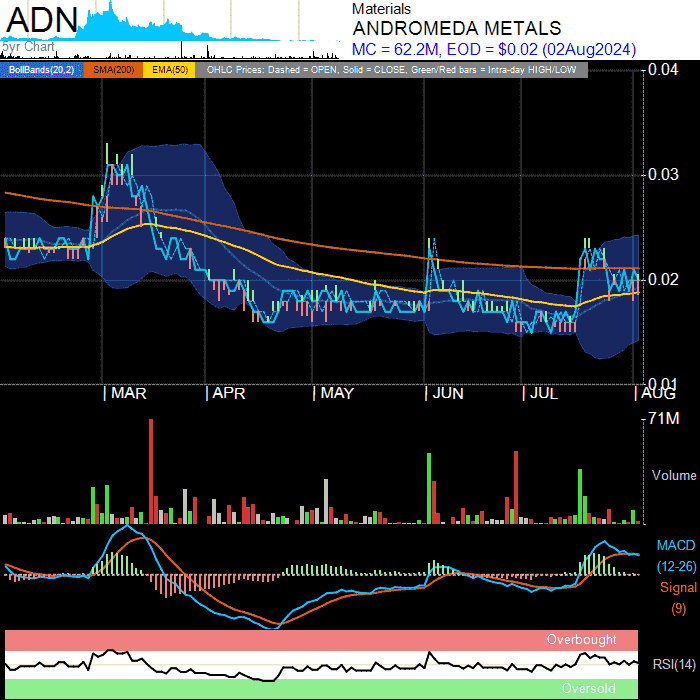 ADN
5yr Chart
Materials
ANDROMEDA METALS
MC = 62.2M, EOD = $0.02 (02Aug2024)
BollBands(20,2) SMA(200) EMA(50) OHLC Prices: Dashed = OPEN, Solid = CLOSE, Green/Red bars = Intra-day HIGH/LOW
0.04
0.03
0.02
0.01
MAR APR MAY JUN JUL AUG
71M
Volume
MACD
(12-26)
Signal
(9)
Overbought
RSI(14)
Oversold